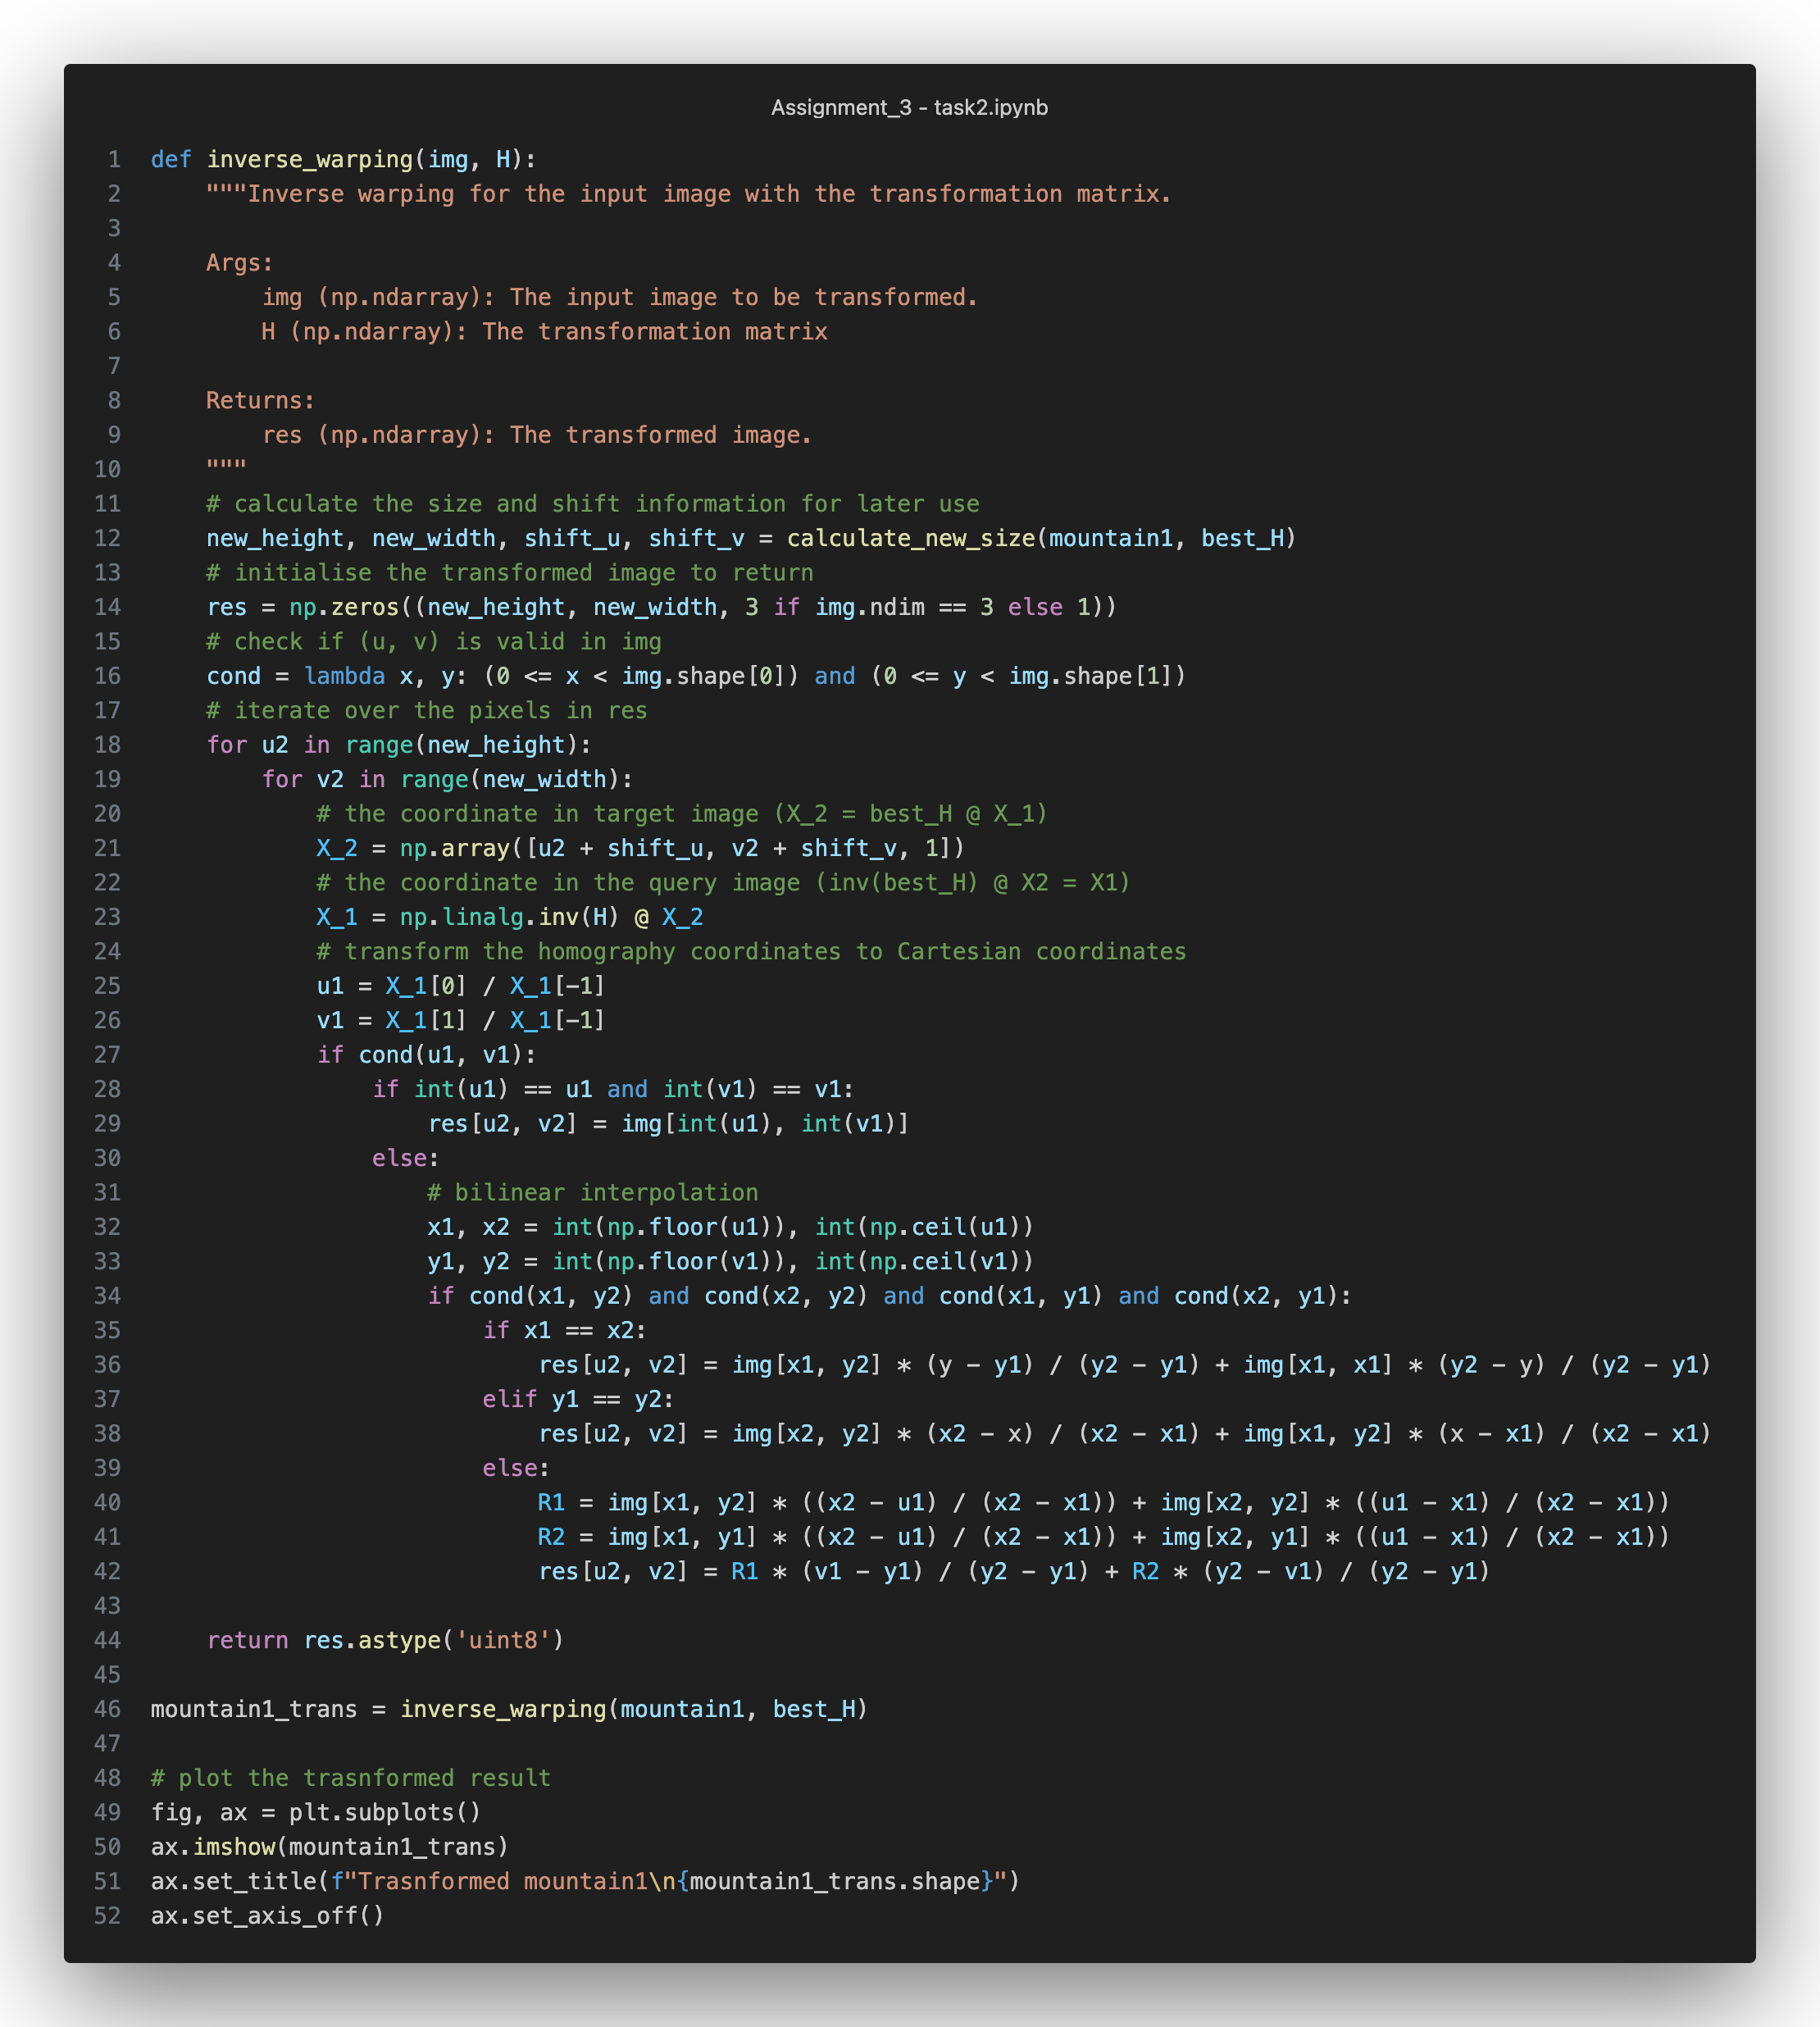 Assignment_3 - task2.ipynb
1 def inverse_warping(img, H):
2     """Inverse warping for the input image with the transformation matrix.
3
4     Args:
5         img (np.ndarray): The input image to be transformed.
6         H (np.ndarray): The transformation matrix
7
8     Returns:
9         res (np.ndarray): The transformed image.
10     """
11     # calculate the size and shift information for later use
12     new_height, new_width, shift_u, shift_v = calculate_new_size(mountain1, best_H)
13     # initialise the transformed image to return
14     res = np.zeros((new_height, new_width, 3 if img.ndim == 3 else 1))
15     # check if (u, v) is valid in img
16     cond = lambda x, y: (0 <= x < img.shape[0]) and (0 <= y < img.shape[1])
17     # iterate over the pixels in res
18     for u2 in range(new_height):
19         for v2 in range(new_width):
20             # the coordinate in target image (X_2 = best_H @ X_1)
21             X_2 = np.array([u2 + shift_u, v2 + shift_v, 1])
22             # the coordinate in the query image (inv(best_H) @ X2 = X1)
23             X_1 = np.linalg.inv(H) @ X_2
24             # transform the homography coordinates to Cartesian coordinates
25             u1 = X_1[0] / X_1[-1]
26             v1 = X_1[1] / X_1[-1]
27             if cond(u1, v1):
28                 if int(u1) == u1 and int(v1) == v1:
29                     res[u2, v2] = img[int(u1), int(v1)]
30                 else:
31                     # bilinear interpolation
32                     x1, x2 = int(np.floor(u1)), int(np.ceil(u1))
33                     y1, y2 = int(np.floor(v1)), int(np.ceil(v1))
34                     if cond(x1, y2) and cond(x2, y2) and cond(x1, y1) and cond(x2, y1):
35                         if x1 == x2:
36                             res[u2, v2] = img[x1, y2] * (y - y1) / (y2 - y1) + img[x1, x1] * (y2 - y) / (y2 - y1)
37                         elif y1 == y2:
38                             res[u2, v2] = img[x2, y2] * (x2 - x) / (x2 - x1) + img[x1, y2] * (x - x1) / (x2 - x1)
39                         else:
40                             R1 = img[x1, y2] * ((x2 - u1) / (x2 - x1)) + img[x2, y2] * ((u1 - x1) / (x2 - x1))
41                             R2 = img[x1, y1] * ((x2 - u1) / (x2 - x1)) + img[x2, y1] * ((u1 - x1) / (x2 - x1))
42                             res[u2, v2] = R1 * (v1 - y1) / (y2 - y1) + R2 * (y2 - v1) / (y2 - y1)
43
44     return res.astype('uint8')
45
46 mountain1_trans = inverse_warping(mountain1, best_H)
47
48 # plot the trasnformed result
49 fig, ax = plt.subplots()
50 ax.imshow(mountain1_trans)
51 ax.set_title(f"Trasnformed mountain1\n{mountain1_trans.shape}")
52 ax.set_axis_off()